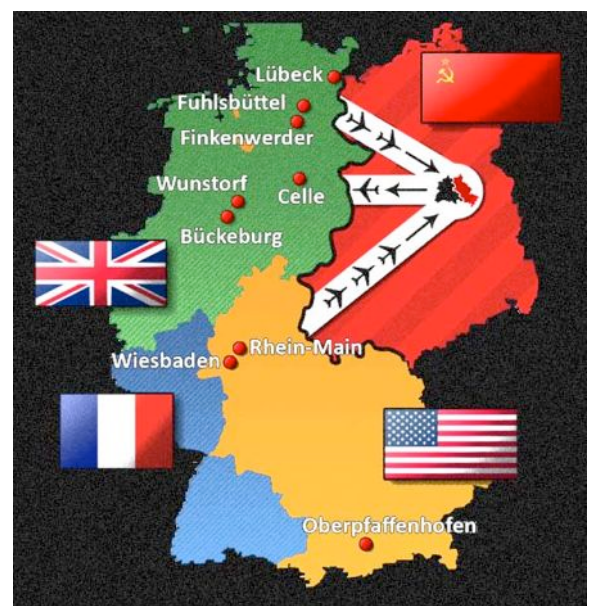 Lübeck
Fuhlsbüttel
Finkenwerder
Wunstorf
Celle
Bückeburg
Rhein-Main
Wiesbaden
Oberpfaffenhofen